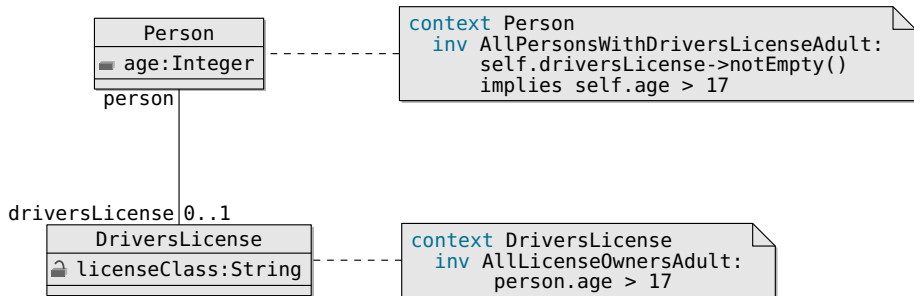 Person
age:Integer
person
context Person
inv AllPersonsWithDriversLicenseAdult:
self.driversLicense->notEmpty()
implies self.age > 17
driversLicense 0..1
DriversLicense
licenseClass:String
context DriversLicense
inv AllLicenseOwnersAdult:
person.age > 17